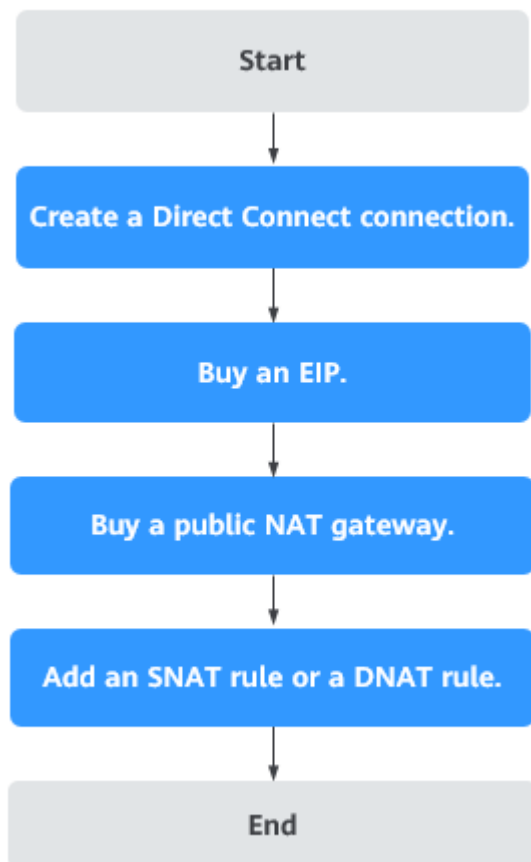 Start
Create a Direct Connect connection.
Buy an EIP.
Buy a public NAT gateway.
Add an SNAT rule or a DNAT rule.
End